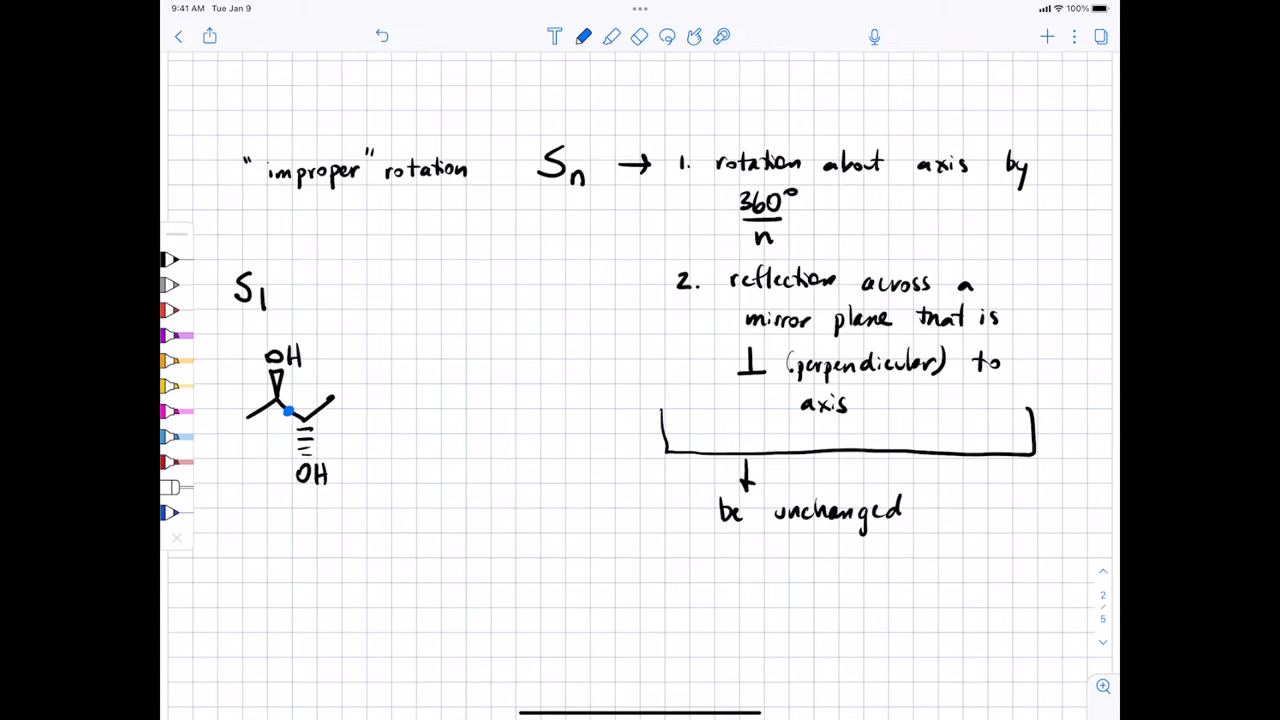 9:41 AM Tue Jan 9
100%
"improper" rotation Sn → 1. rotation about axis by
360°
n
2. reflection across a
mirror plane that is
⊥ (perpendicular) to
axis
be unchanged
S1
OH
OH
2
/
5